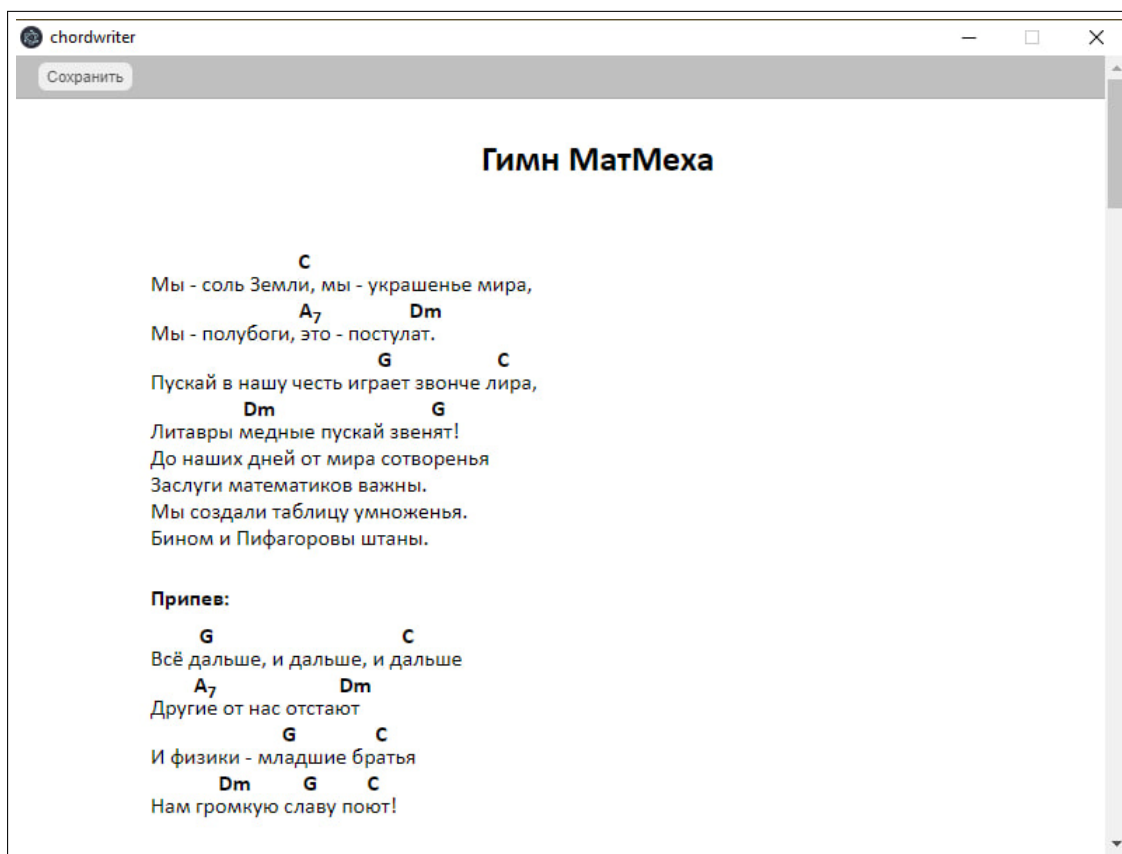 chordwriter
Сохранить
Гимн МатМеха
C
Мы - соль Земли, мы - украшенье мира,
A7 Dm
Мы - полубоги, это - постулат.
G C
Пускай в нашу честь играет звонче лира,
Dm G
Литавры медные пускай звенят!
До наших дней от мира сотворенья
Заслуги математиков важны.
Мы создали таблицу умноженья.
Бином и Пифагоровы штаны.
Припев:
G C
Всё дальше, и дальше, и дальше
A7 Dm
Другие от нас отстают
G C
И физики - младшие братья
Dm G C
Нам громкую славу поют!